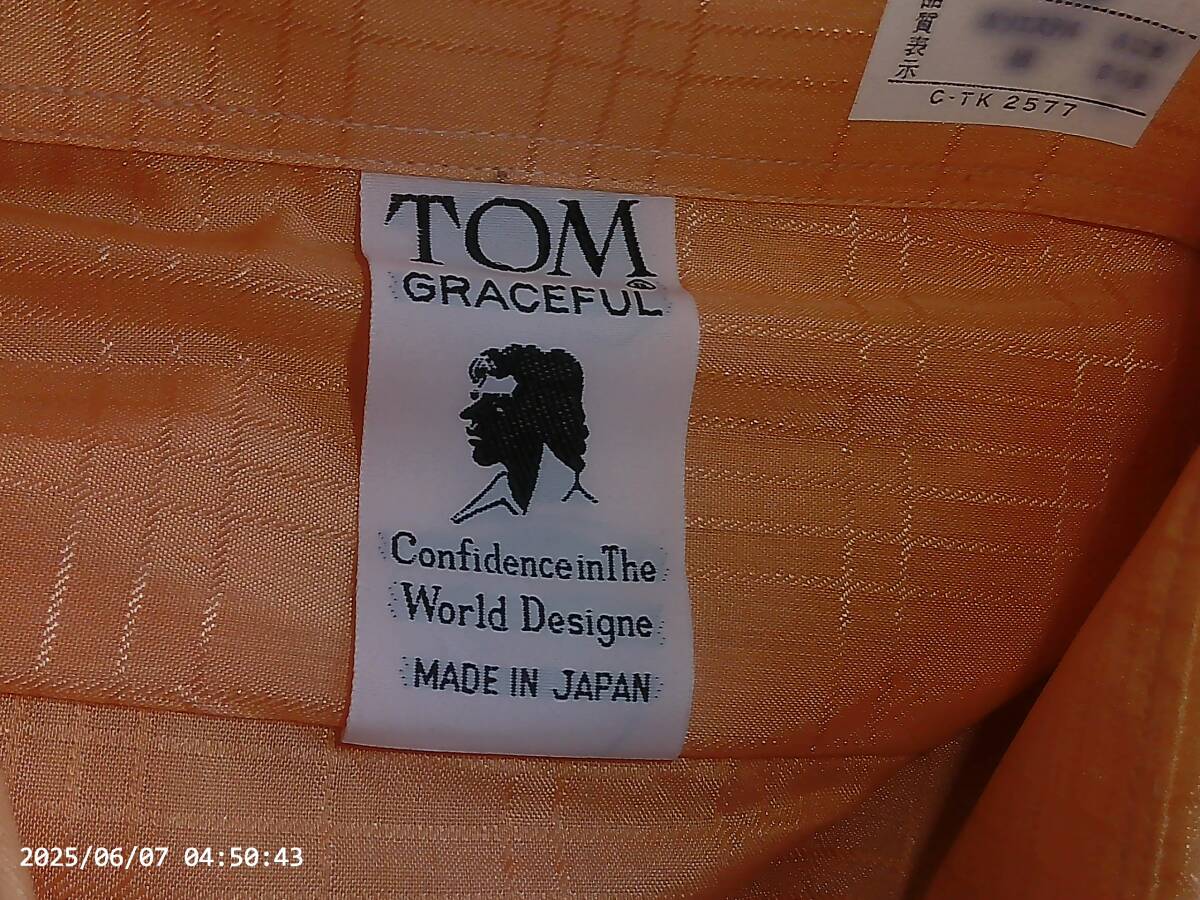 品質表示
C-TK 2577
TOM
GRACEFUL
Confidence in The
World Designe
MADE IN JAPAN
2025/06/07 04:50:43